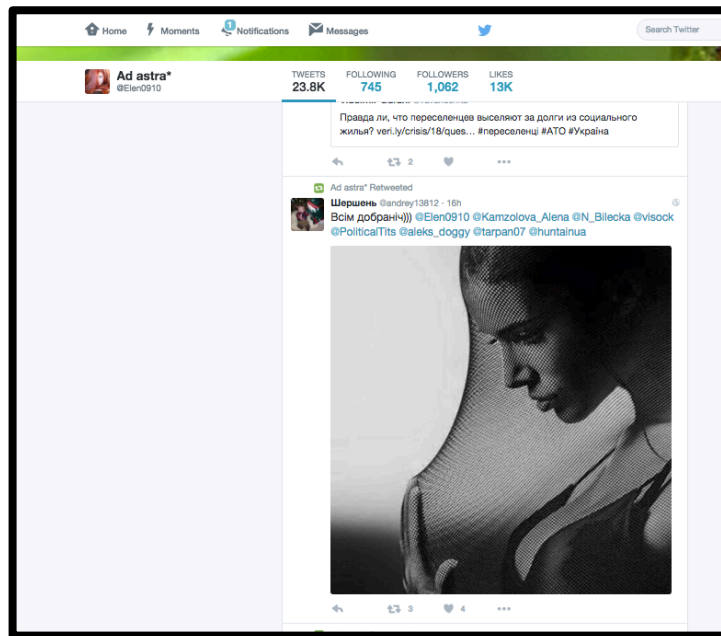 Home Moments 1 Notifications Messages Search Twitter
Ad astra*
@Elen0910
TWEETS FOLLOWING FOLLOWERS LIKES
23.8K 745 1,062 13K
Правда ли, что переселенцев выселяют за долги из социального
жилья? veri.ly/crisis/18/ques... #переселенці #АТО #Україна
2
Ad astra* Retweeted
Шершень @andrey13812 · 16h
Всім добраніч))) @Elen0910 @Kamzolova_Alena @N_Bilecka @visock
@PoliticalTits @aleks_doggy @tarpan07 @huntainua
3 4